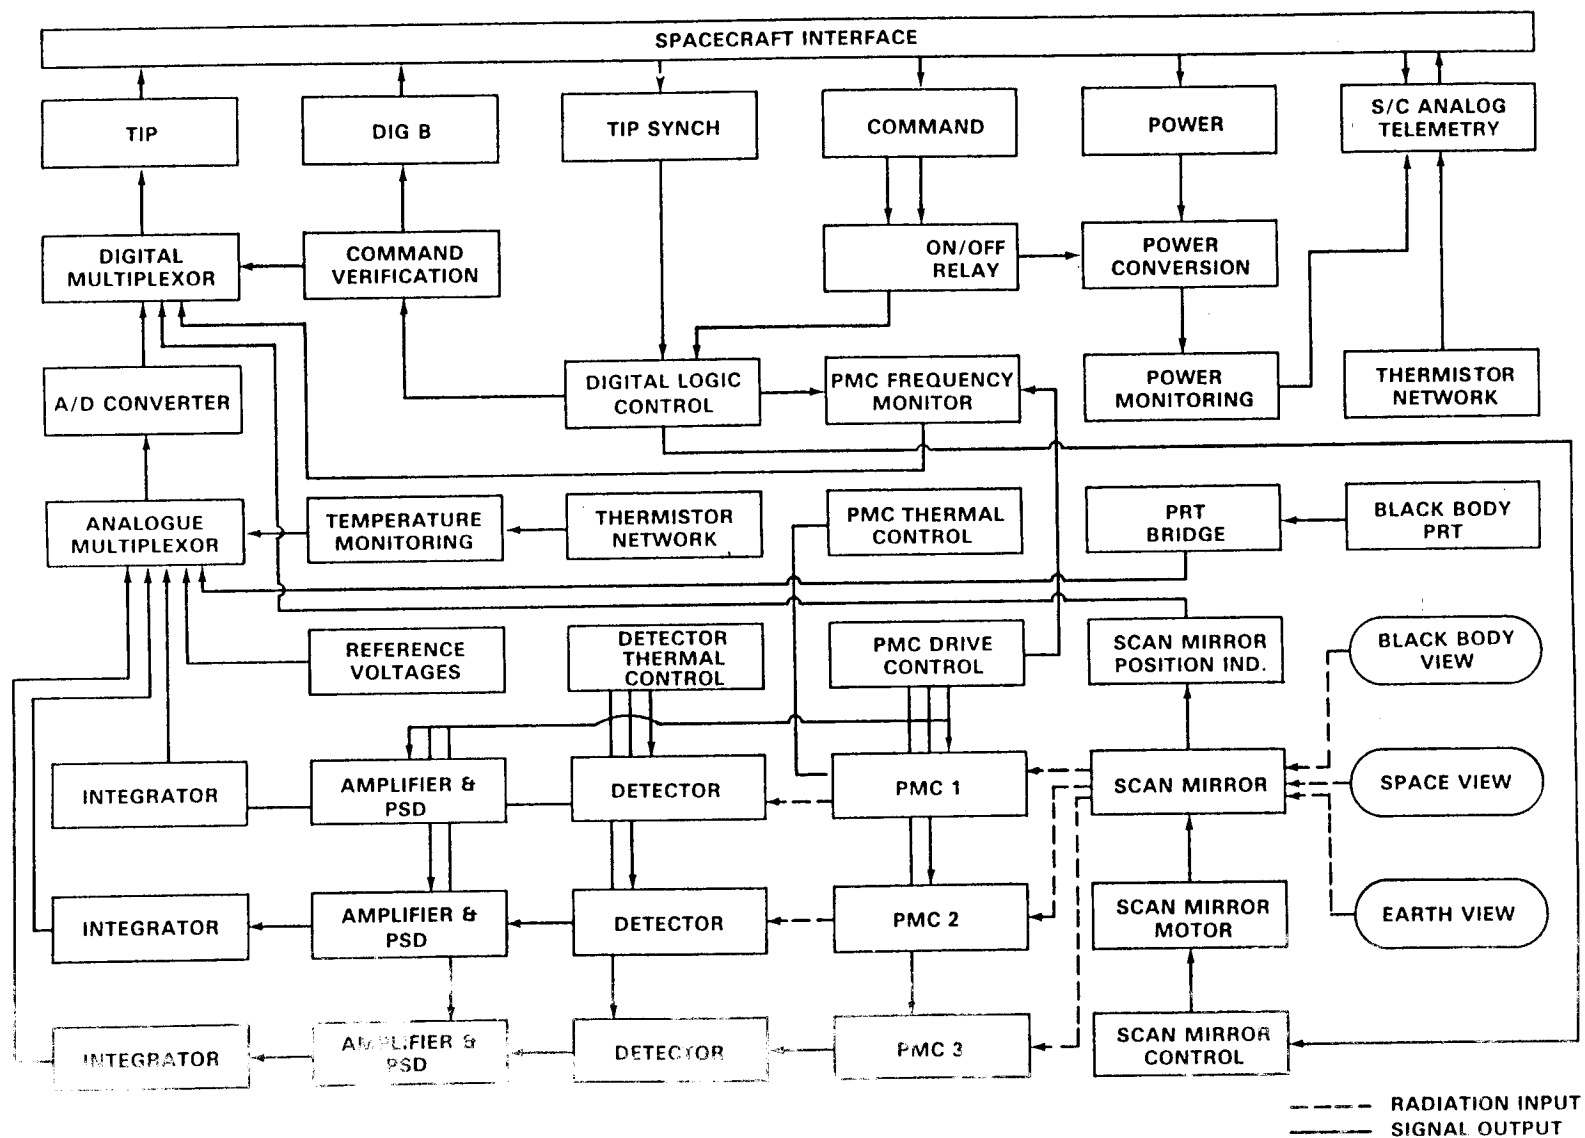 SPACECRAFT INTERFACE
TIP
DIG B
TIP SYNCH
COMMAND
POWER
S/C ANALOG
TELEMETRY
DIGITAL
MULTIPLEXOR
COMMAND
VERIFICATION
ON/OFF
RELAY
POWER
CONVERSION
A/D CONVERTER
DIGITAL LOGIC
CONTROL
PMC FREQUENCY
MONITOR
POWER
MONITORING
THERMISTOR
NETWORK
ANALOGUE
MULTIPLEXOR
TEMPERATURE
MONITORING
THERMISTOR
NETWORK
PMC THERMAL
CONTROL
PRT
BRIDGE
BLACK BODY
PRT
REFERENCE
VOLTAGES
DETECTOR
THERMAL
CONTROL
PMC DRIVE
CONTROL
SCAN MIRROR
POSITION IND.
BLACK BODY
VIEW
INTEGRATOR
AMPLIFIER &
PSD
DETECTOR
PMC 1
SCAN MIRROR
SPACE VIEW
INTEGRATOR
AMPLIFIER &
PSD
DETECTOR
PMC 2
SCAN MIRROR
MOTOR
EARTH VIEW
INTEGRATOR
AMPLIFIER &
PSD
DETECTOR
PMC 3
SCAN MIRROR
CONTROL
RADIATION INPUT
SIGNAL OUTPUT